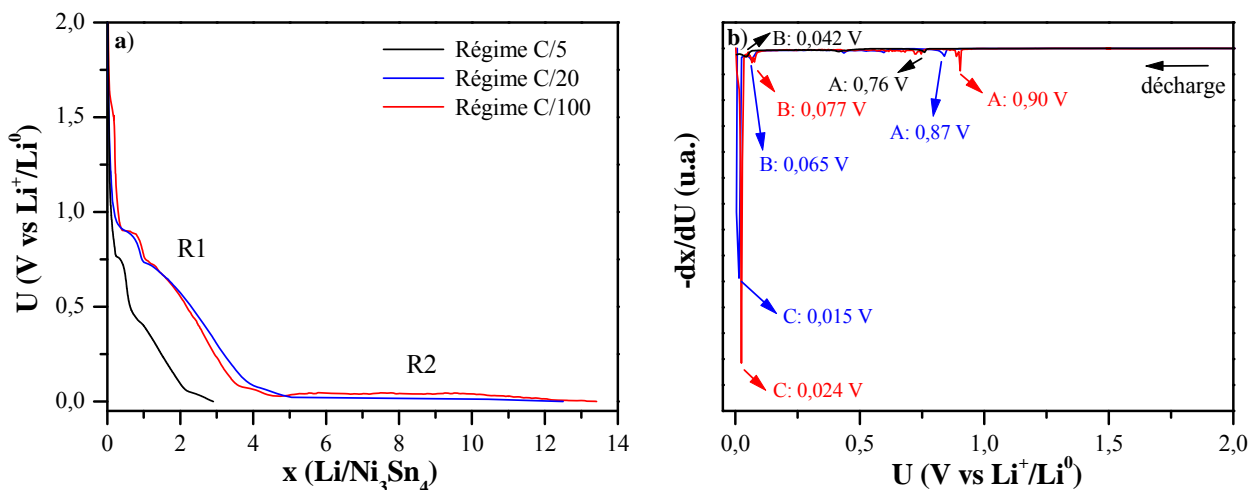 a)
Régime C/5
Régime C/20
Régime C/100
R1
R2
U (V vs Li⁺/Li⁰)
2,0
1,5
1,0
0,5
0,0
0 2 4 6 8 10 12 14
x (Li/Ni₃Sn₄)
b)
B: 0,042 V
décharge
A: 0,76 V
A: 0,90 V
B: 0,077 V
A: 0,87 V
B: 0,065 V
C: 0,015 V
C: 0,024 V
-dx/dU (u.a.)
0,0 0,5 1,0 1,5 2,0
U (V vs Li⁺/Li⁰)